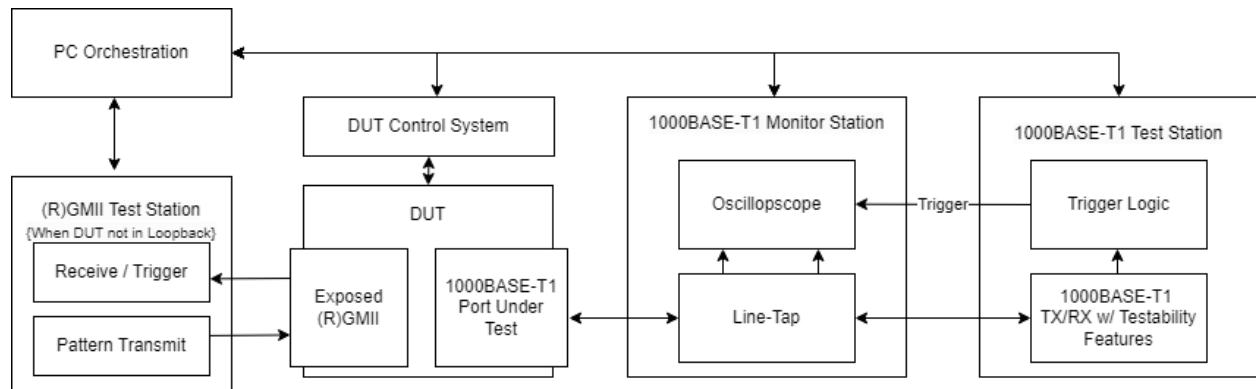 PC Orchestration
DUT Control System
1000BASE-T1 Monitor Station
1000BASE-T1 Test Station
(R)GMII Test Station
{When DUT not in Loopback}
Receive / Trigger
Pattern Transmit
DUT
Exposed
(R)GMII
1000BASE-T1
Port Under
Test
Oscillopscope
Line-Tap
Trigger
Trigger Logic
1000BASE-T1
TX/RX w/ Testability
Features